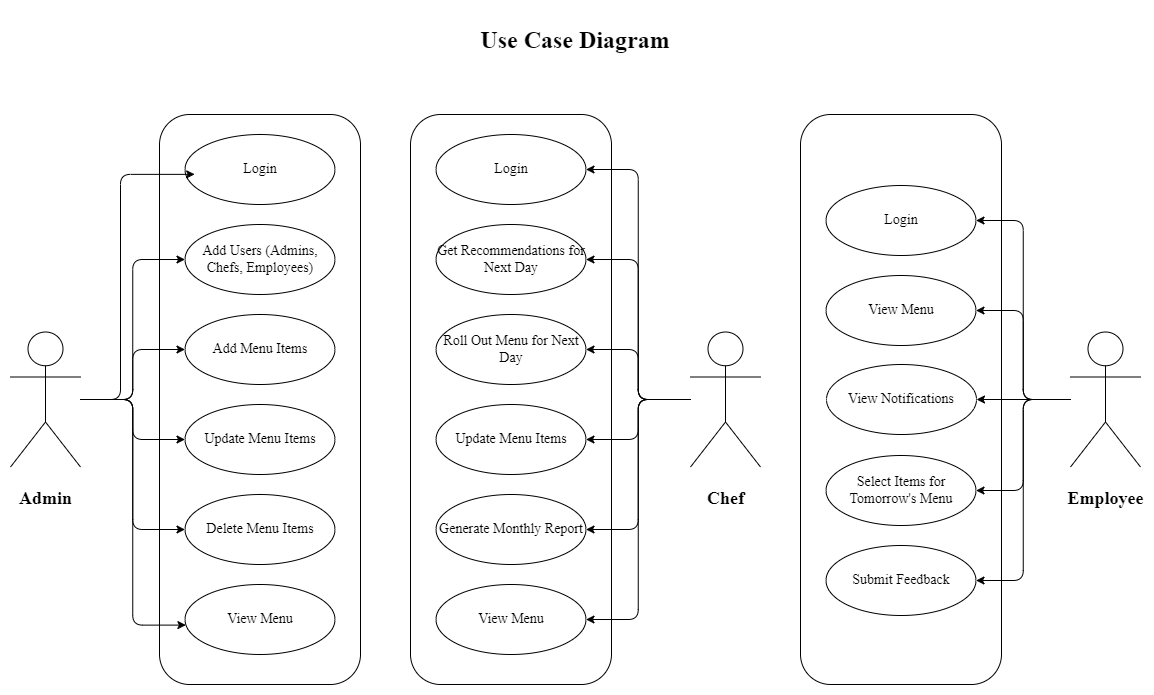 Use Case Diagram
Login
Add Users (Admins,
Chefs, Employees)
Add Menu Items
Update Menu Items
Delete Menu Items
View Menu
Admin
Login
Get Recommendations for
Next Day
Roll Out Menu for Next
Day
Update Menu Items
Generate Monthly Report
View Menu
Chef
Login
View Menu
View Notifications
Select Items for
Tomorrow's Menu
Submit Feedback
Employee